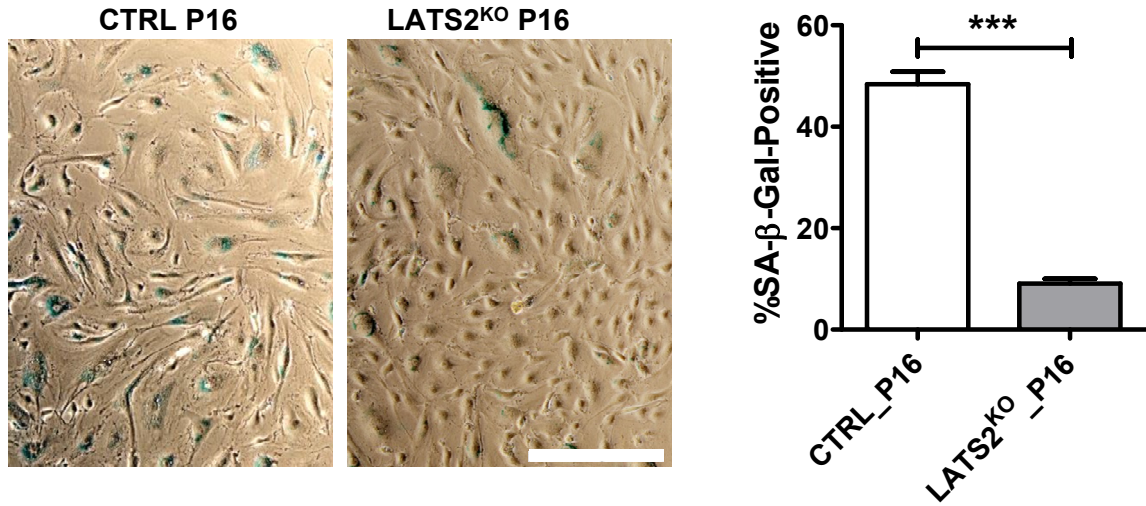 CTRL P16
LATS2ᴷᴼ P16
***
%SA-β-Gal-Positive
60
40
20
0
CTRL_P16
LATS2ᴷᴼ_P16